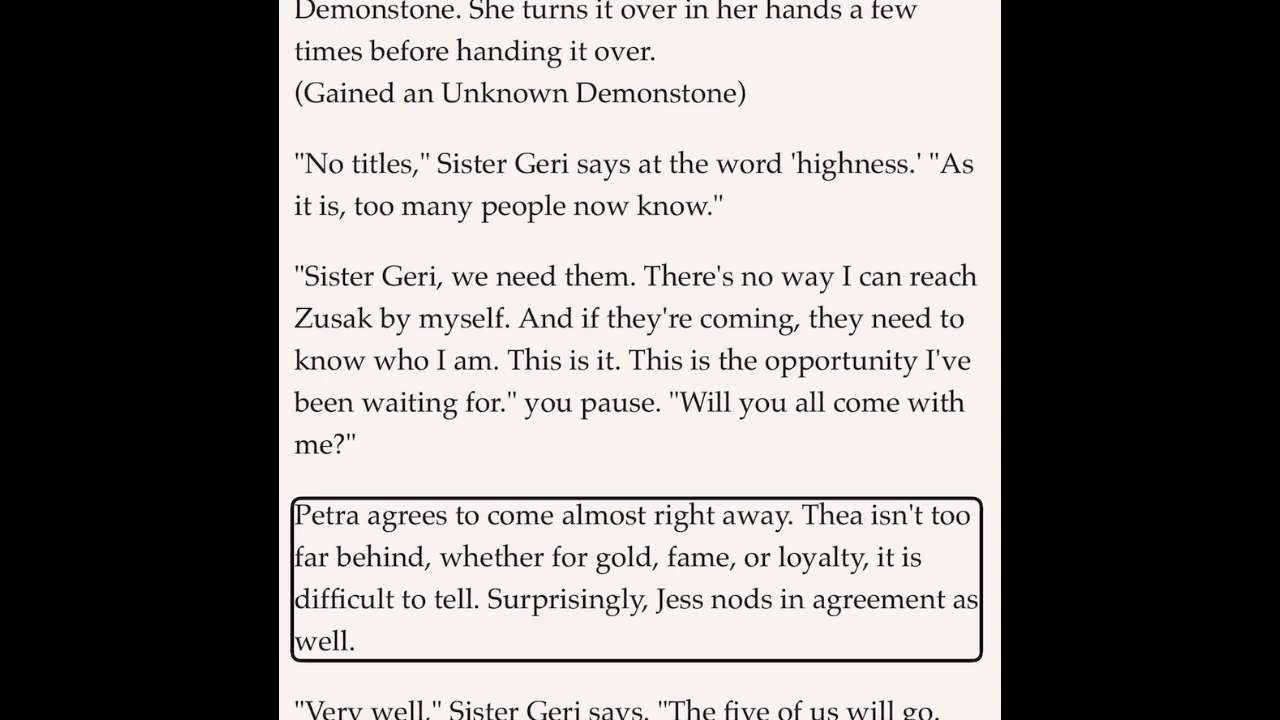 Demonstone. She turns it over in her hands a few
times before handing it over.
(Gained an Unknown Demonstone)
"No titles," Sister Geri says at the word 'highness.' "As
it is, too many people now know."
"Sister Geri, we need them. There's no way I can reach
Zusak by myself. And if they're coming, they need to
know who I am. This is it. This is the opportunity I've
been waiting for." you pause. "Will you all come with
me?"
Petra agrees to come almost right away. Thea isn't too
far behind, whether for gold, fame, or loyalty, it is
difficult to tell. Surprisingly, Jess nods in agreement as
well.
"Very well," Sister Geri says. "The five of us will go.